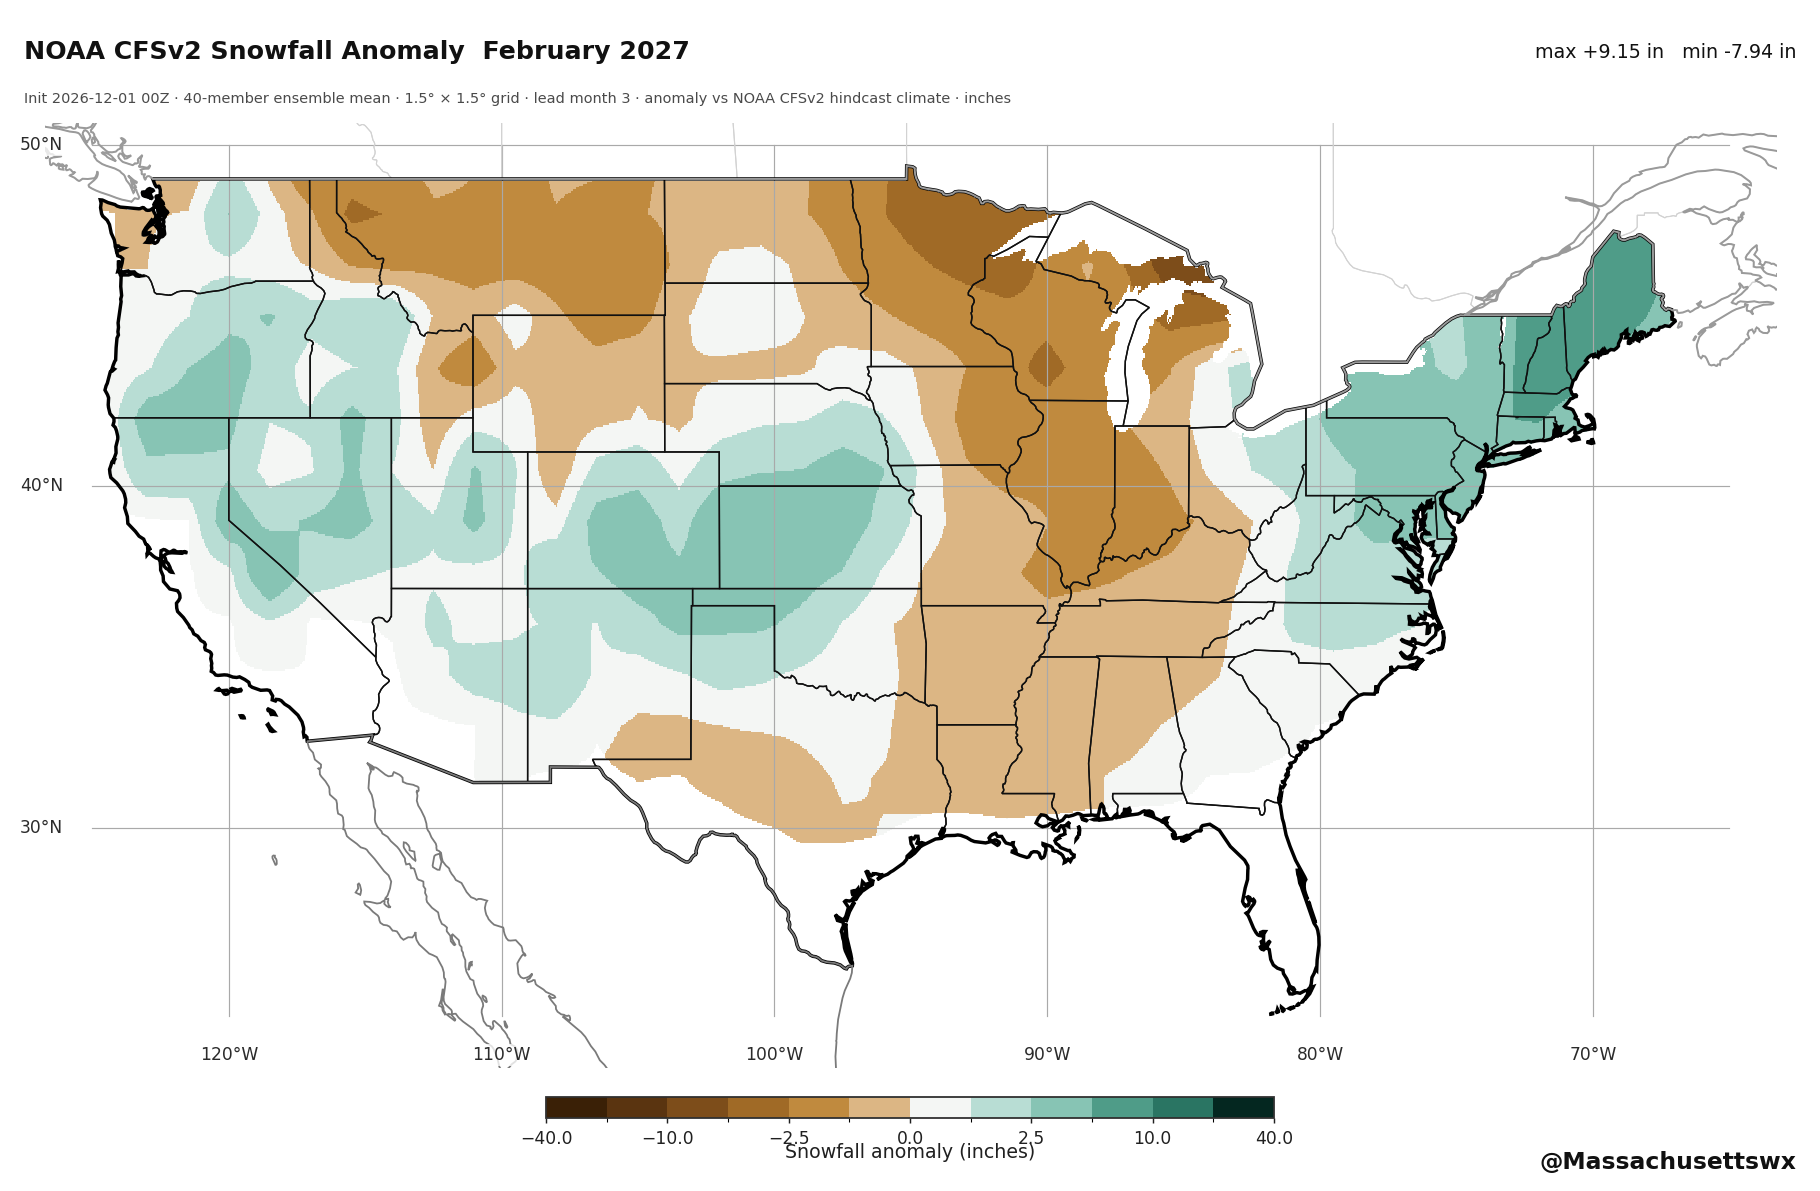 NOAA CFSv2 Snowfall Anomaly  February 2027
max +9.15 in   min -7.94 in
Init 2026-12-01 00Z · 40-member ensemble mean · 1.5° × 1.5° grid · lead month 3 · anomaly vs NOAA CFSv2 hindcast climate · inches
50°N
40°N
30°N
120°W 110°W 100°W 90°W 80°W 70°W
−40.0 −10.0 −2.5 0.0 2.5 10.0 40.0
Snowfall anomaly (inches)
@Massachusettswx